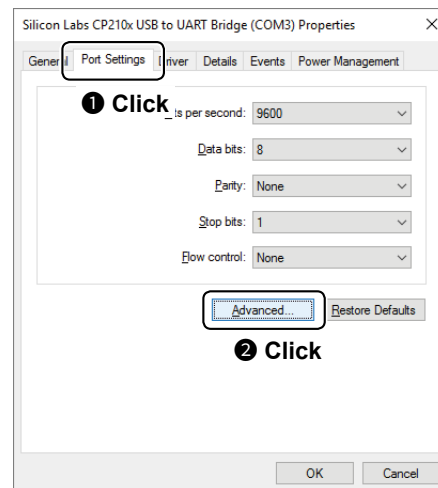 Silicon Labs CP210x USB to UART Bridge (COM3) Properties
General Port Settings Driver Details Events Power Management
❶ Click
ts per second: 9600
Data bits: 8
Parity: None
Stop bits: 1
Flow control: None
Advanced... Restore Defaults
❷ Click
OK Cancel